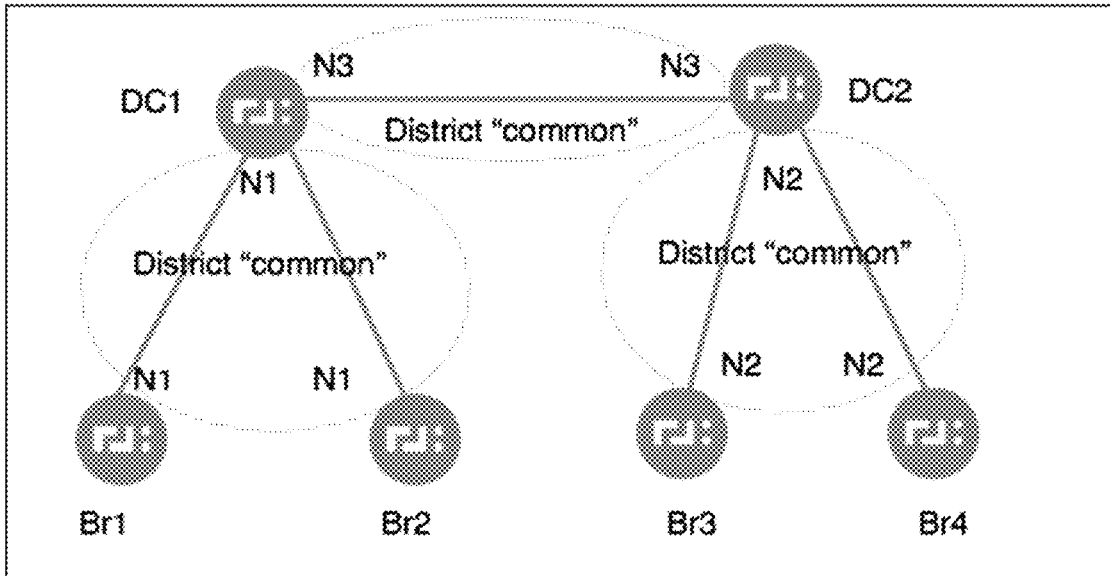 N3 N3
DC1 DC2
District "common"
N1 N2
District "common" District "common"
N1 N1 N2 N2
Br1 Br2 Br3 Br4